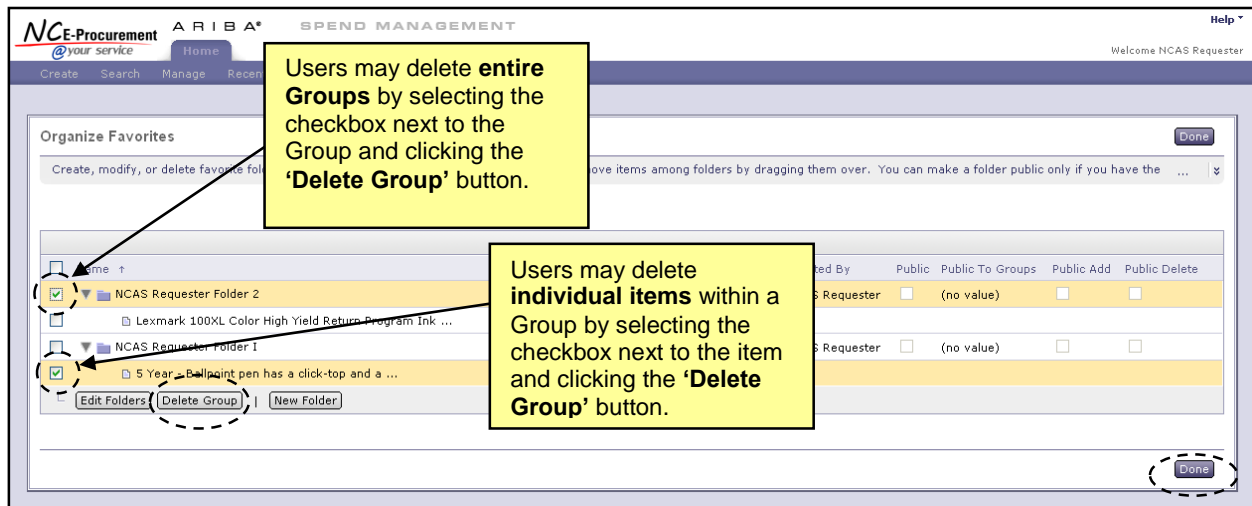 NCE-Procurement ARIBA® SPEND MANAGEMENT Help
@your service Home Welcome NCAS Requester
Create Search Manage Recent
Users may delete entire
Groups by selecting the
checkbox next to the
Group and clicking the
‘Delete Group’ button.
Organize Favorites Done
Create, modify, or delete favorite move items among folders by dragging them over. You can make a folder public only if you have the ...
Users may delete
individual items within a
Group by selecting the
checkbox next to the item
and clicking the ‘Delete
Group’ button.
Name ↑ By Public Public To Groups Public Add Public Delete
NCAS Requester Folder 2 Requester (no value)
Lexmark 100XL Color High Yield Return Program Ink ...
NCAS Requester Folder I Requester (no value)
5 Year - Ballpoint pen has a click-top and a ...
Edit Folders Delete Group | New Folder
Done